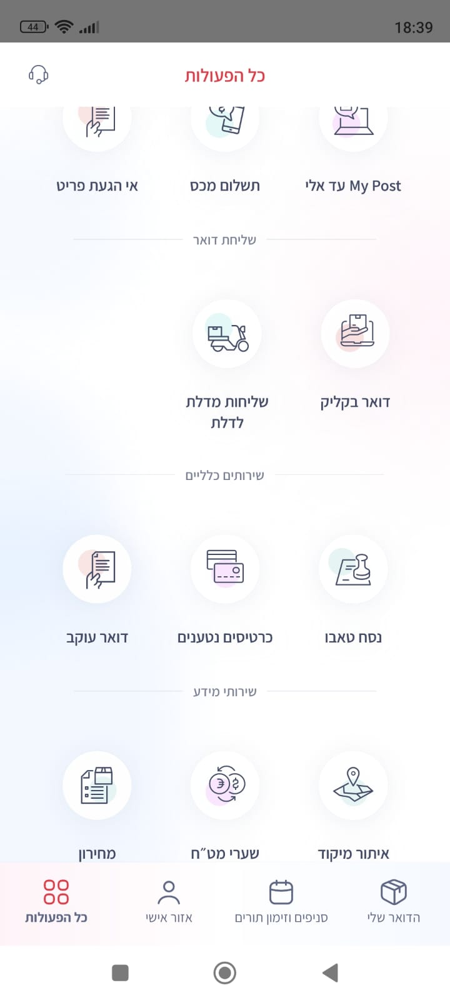 44
18:39
כל הפעולות
My Post עד אלי
תשלום מכס
אי הגעת פריט
שליחת דואר
דואר בקליק
שליחות מדלת
לדלת
שירותים כלליים
נסח טאבו
כרטיסים נטענים
דואר עוקב
שירותי מידע
איתור מיקוד
שערי מט״ח
מחירון
הדואר שלי
סניפים וזימון תורים
אזור אישי
כל הפעולות